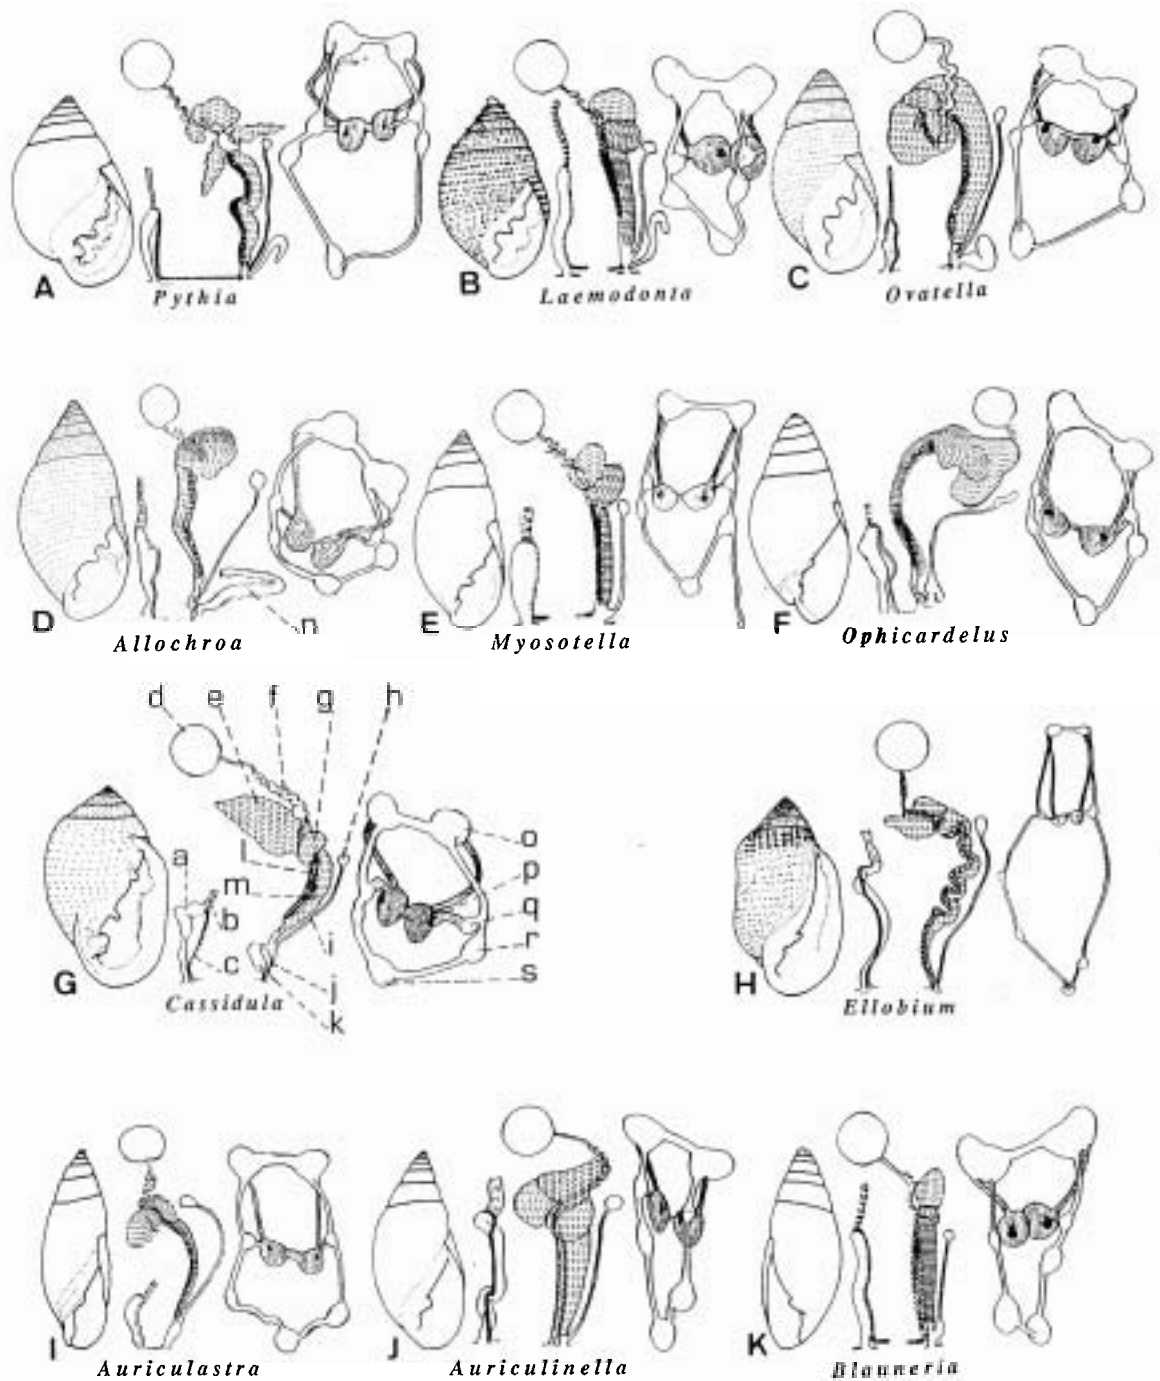 A
Pythia
B
Laemodonta
C
Ovatella
D
Allochroa
n
E
Myosotella
F
Ophicardelus
d e f g h
a
l
m
b
i
c
j
k
o
p
q
r
s
G
Cassidula
H
Ellobium
I
Auriculastra
J
Auriculinella
K
Blauneria